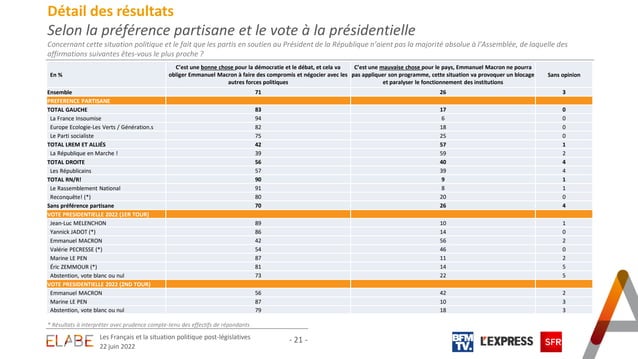 Détail des résultats
Selon la préférence partisane et le vote à la présidentielle
Concernant cette situation politique et le fait que les partis en soutien au Président de la République n'aient pas la majorité absolue à l'Assemblée, de laquelle des
affirmations suivantes êtes-vous le plus proche ?
En % C'est une bonne chose pour la démocratie et le débat, et cela va obliger Emmanuel Macron à faire des compromis et négocier avec les autres forces politiques C'est une mauvaise chose pour le pays, Emmanuel Macron ne pourra pas appliquer son programme, cette situation va provoquer un blocage et paralyser le fonctionnement des institutions Sans opinion
Ensemble 71 26 3
PREFERENCE PARTISANE
TOTAL GAUCHE 83 17 0
La France Insoumise 94 6 0
Europe Ecologie-Les Verts / Génération.s 82 18 0
Le Parti socialiste 75 25 0
TOTAL LREM ET ALLIÉS 42 57 1
La République en Marche ! 39 59 2
TOTAL DROITE 56 40 4
Les Républicains 57 39 4
TOTAL RN/R! 90 9 1
Le Rassemblement National 91 8 1
Reconquête! (*) 80 20 0
Sans préférence partisane 70 26 4
VOTE PRESIDENTIELLE 2022 (1ER TOUR)
Jean-Luc MELENCHON 89 10 1
Yannick JADOT (*) 86 14 0
Emmanuel MACRON 42 56 2
Valérie PECRESSE (*) 54 46 0
Marine LE PEN 87 11 2
Éric ZEMMOUR (*) 81 14 5
Abstention, vote blanc ou nul 73 22 5
VOTE PRESIDENTIELLE 2022 (2ND TOUR)
Emmanuel MACRON 56 42 2
Marine LE PEN 87 10 3
Abstention, vote blanc ou nul 79 18 3
* Résultats à interpréter avec prudence compte-tenu des effectifs de répondants
ELABE
Les Français et la situation politique post-législatives
22 juin 2022
- 21 -
BFM
TV.
L'EXPRESS
SFR